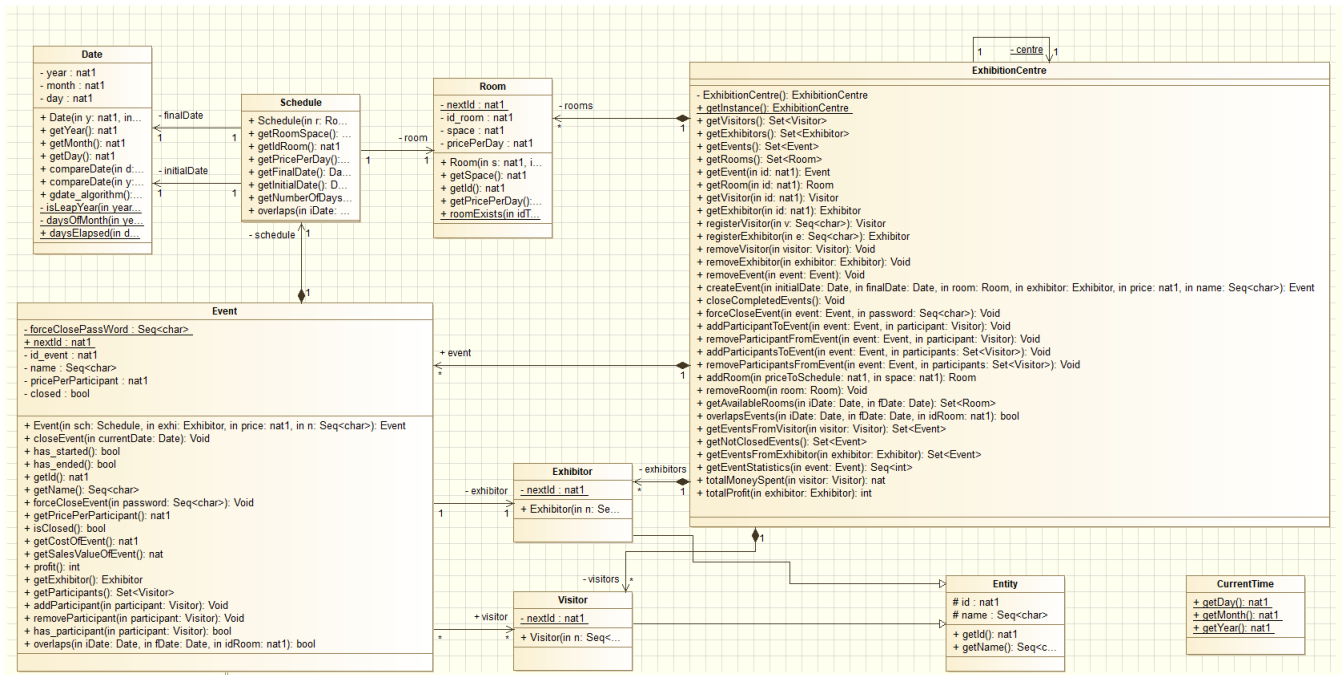 Date
- year : nat1
- month : nat1
- day : nat1
+ Date(in y: nat1, in...
+ getYear(): nat1
+ getMonth(): nat1
+ getDay(): nat1
+ compareDate(in d:...
+ compareDate(in y:...
+ gdate_algorithm():...
- isLeapYear(in year...
- daysOfMonth(in ye...
+ daysElapsed(in d...
- finalDate
1
1
- initialDate
1
1
Schedule
+ Schedule(in r: Ro...
+ getRoomSpace(): ...
+ getIdRoom(): nat1
+ getPricePerDay():...
+ getFinalDate(): Da...
+ getInitialDate(): D...
+ getNumberOfDays...
+ overlaps(in iDate: ...
- room
1
1
- schedule
1
1
Room
- nextId : nat1
- id_room : nat1
- space : nat1
- pricePerDay : nat1
+ Room(in s: nat1, i...
+ getSpace(): nat1
+ getId(): nat1
+ getPricePerDay():...
+ roomExists(in idT...
- rooms
*
1
1
- centre
1
ExhibitionCentre
- ExhibitionCentre(): ExhibitionCentre
+ getInstance(): ExhibitionCentre
+ getVisitors(): Set<Visitor>
+ getExhibitors(): Set<Exhibitor>
+ getEvents(): Set<Event>
+ getRooms(): Set<Room>
+ getEvent(in id: nat1): Event
+ getRoom(in id: nat1): Room
+ getVisitor(in id: nat1): Visitor
+ getExhibitor(in id: nat1): Exhibitor
+ registerVisitor(in v: Seq<char>): Visitor
+ registerExhibitor(in e: Seq<char>): Exhibitor
+ removeVisitor(in visitor: Visitor): Void
+ removeExhibitor(in exhibitor: Exhibitor): Void
+ removeEvent(in event: Event): Void
+ createEvent(in initialDate: Date, in finalDate: Date, in room: Room, in exhibitor: Exhibitor, in price: nat1, in name: Seq<char>): Event
+ closeCompletedEvents(): Void
+ forceCloseEvent(in event: Event, in password: Seq<char>): Void
+ addParticipantToEvent(in event: Event, in participant: Visitor): Void
+ removeParticipantFromEvent(in event: Event, in participant: Visitor): Void
+ addParticipantsToEvent(in event: Event, in participants: Set<Visitor>): Void
+ removeParticipantsFromEvent(in event: Event, in participants: Set<Visitor>): Void
+ addRoom(in priceToSchedule: nat1, in space: nat1): Room
+ removeRoom(in room: Room): Void
+ getAvailableRooms(in iDate: Date, in fDate: Date): Set<Room>
+ overlapsEvents(in iDate: Date, in fDate: Date, in idRoom: nat1): bool
+ getEventsFromVisitor(in visitor: Visitor): Set<Event>
+ getNotClosedEvents(): Set<Event>
+ getEventsFromExhibitor(in exhibitor: Exhibitor): Set<Event>
+ getEventStatistics(in event: Event): Seq<int>
+ totalMoneySpent(in visitor: Visitor): nat
+ totalProfit(in exhibitor: Exhibitor): int
Event
- forceClosePassWord : Seq<char>
+ nextId : nat1
- id_event : nat1
- name : Seq<char>
- pricePerParticipant : nat1
- closed : bool
+ Event(in sch: Schedule, in exhi: Exhibitor, in price: nat1, in n: Seq<char>): Event
+ closeEvent(in currentDate: Date): Void
+ has_started(): bool
+ has_ended(): bool
+ getId(): nat1
+ getName(): Seq<char>
+ forceCloseEvent(in password: Seq<char>): Void
+ getPricePerParticipant(): nat1
+ isClosed(): bool
+ getCostOfEvent(): nat1
+ getSalesValueOfEvent(): nat
+ profit(): int
+ getExhibitor(): Exhibitor
+ getParticipants(): Set<Visitor>
+ addParticipant(in participant: Visitor): Void
+ removeParticipant(in participant: Visitor): Void
+ has_participant(in participant: Visitor): bool
+ overlaps(in iDate: Date, in fDate: Date, in idRoom: nat1): bool
+ event
*
1
- exhibitor
1
1
Exhibitor
- nextId : nat1
+ Exhibitor(in n: Se...
- exhibitors
*
1
1
- visitors
*
+ visitor
*
*
Visitor
- nextId : nat1
+ Visitor(in n: Seq<...
Entity
# id : nat1
# name : Seq<char>
+ getId(): nat1
+ getName(): Seq<c...
CurrentTime
+ getDay(): nat1
+ getMonth(): nat1
+ getYear(): nat1